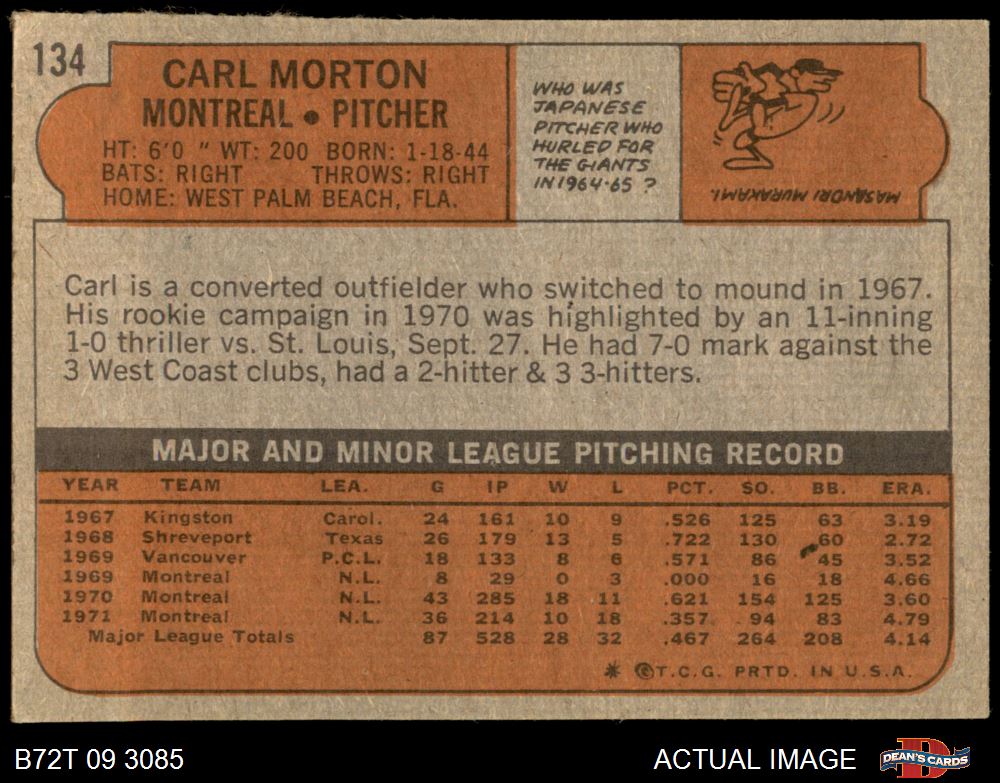 134
CARL MORTON
MONTREAL • PITCHER
HT: 6'0 " WT: 200 BORN: 1-18-44
BATS: RIGHT THROWS: RIGHT
HOME: WEST PALM BEACH, FLA.
WHO WAS
JAPANESE
PITCHER WHO
HURLED FOR
THE GIANTS
IN 1964-65 ?
MASANORI MURAKAMI.
Carl is a converted outfielder who switched to mound in 1967.
His rookie campaign in 1970 was highlighted by an 11-inning
1-0 thriller vs. St. Louis, Sept. 27. He had 7-0 mark against the
3 West Coast clubs, had a 2-hitter & 3 3-hitters.
MAJOR AND MINOR LEAGUE PITCHING RECORD
YEAR TEAM LEA. G IP W L PCT. SO. BB. ERA.
1967 Kingston Carol. 24 161 10 9 .526 125 63 3.19
1968 Shreveport Texas 26 179 13 5 .722 130 60 2.72
1969 Vancouver P.C.L. 18 133 8 6 .571 86 45 3.52
1969 Montreal N.L. 8 29 0 3 .000 16 18 4.66
1970 Montreal N.L. 43 285 18 11 .621 154 125 3.60
1971 Montreal N.L. 36 214 10 18 .357 94 83 4.79
Major League Totals 87 528 28 32 .467 264 208 4.14
* © T.C.G. PRTD. IN U.S.A.
B72T 09 3085 ACTUAL IMAGE DEAN'S CARDS